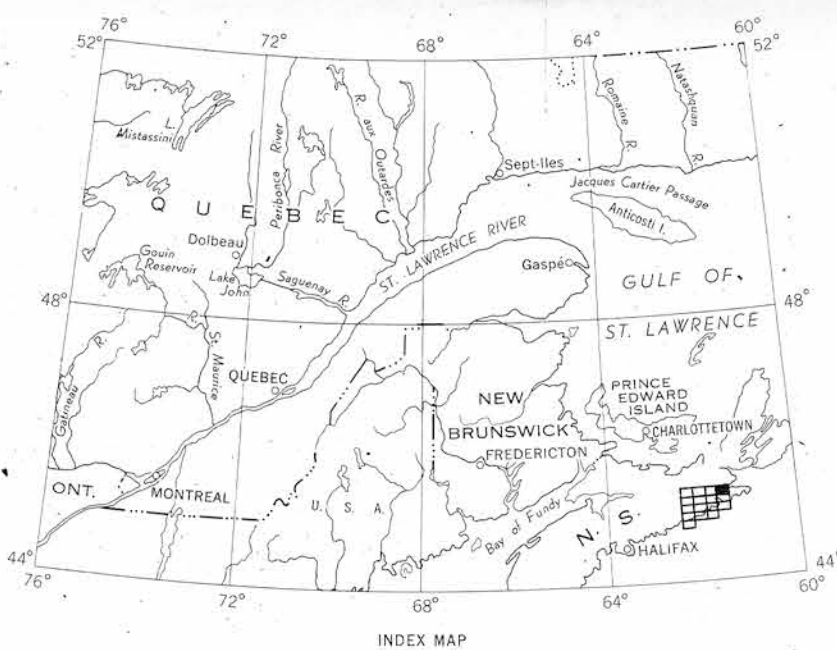 76°
72°
68°
64°
60°
52°
52°
L.
Mistassini
Peribonca River
R. aux Outardes
Romaine R.
Natashquan R.
Sept-Iles
QUEBEC
Jacques Cartier Passage
Anticosti I.
Dolbeau
Gouin
Reservoir
Lake
John
Saguenay R.
ST. LAWRENCE RIVER
Gaspé
GULF OF
ST. LAWRENCE
48°
48°
R.
St. Maurice
Gatineau R.
QUEBEC
NEW
BRUNSWICK
FREDERICTON
PRINCE
EDWARD
ISLAND
CHARLOTTETOWN
ONT.
MONTREAL
U. S. A.
Bay of Fundy
N. S.
HALIFAX
44°
44°
76°
72°
68°
64°
60°
INDEX MAP